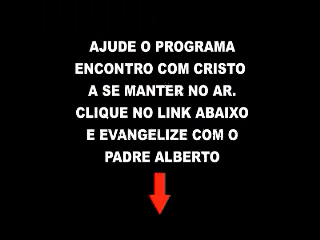 AJUDE O PROGRAMA
ENCONTRO COM CRISTO
A SE MANTER NO AR.
CLIQUE NO LINK ABAIXO
E EVANGELIZE COM O
PADRE ALBERTO